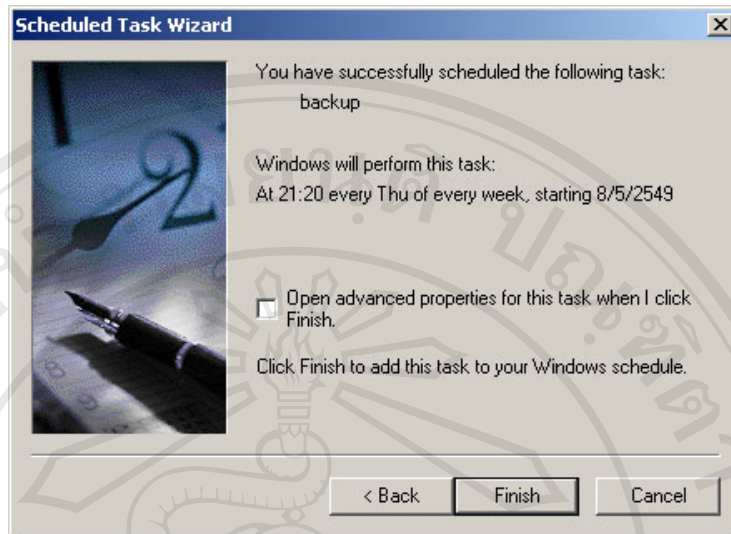 Scheduled Task Wizard
You have successfully scheduled the following task:
backup
Windows will perform this task:
At 21:20 every Thu of every week, starting 8/5/2549
Open advanced properties for this task when I click
Finish.
Click Finish to add this task to your Windows schedule.
< Back
Finish
Cancel